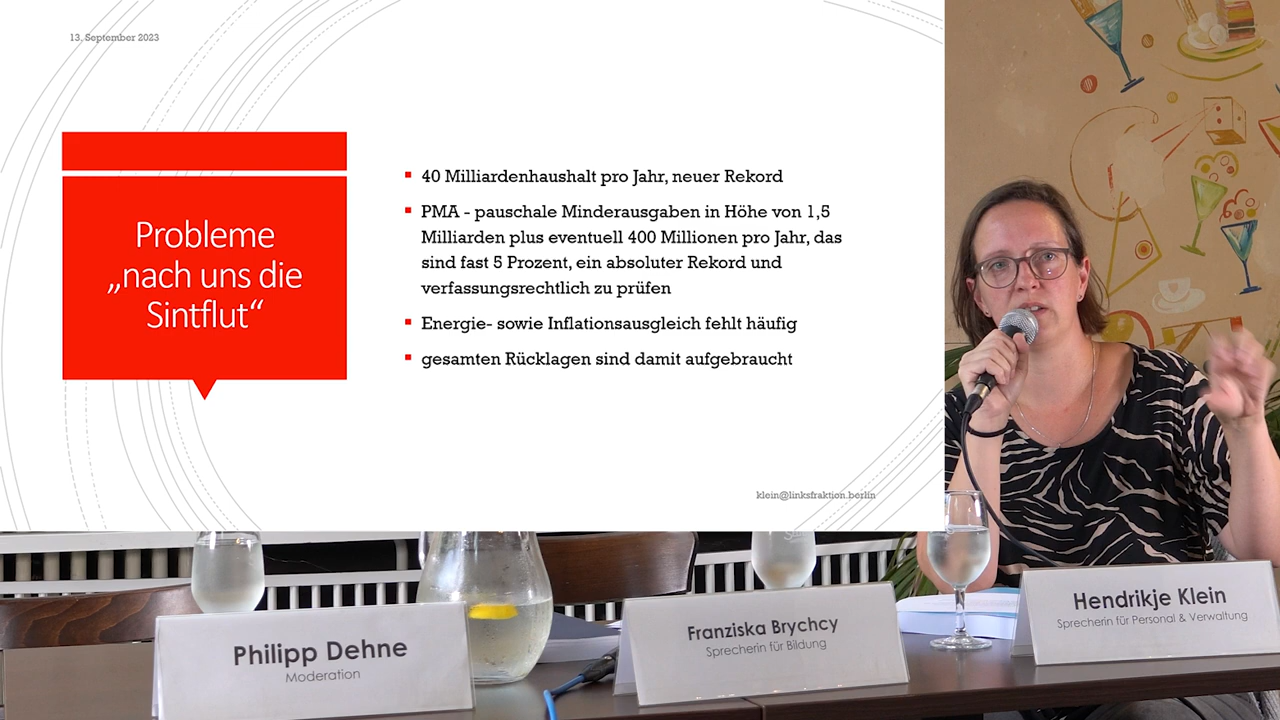 13. September 2023
Probleme
„nach uns die
Sintflut“
▪ 40 Milliardenhaushalt pro Jahr, neuer Rekord
▪ PMA - pauschale Minderausgaben in Höhe von 1,5
Milliarden plus eventuell 400 Millionen pro Jahr, das
sind fast 5 Prozent, ein absoluter Rekord und
verfassungsrechtlich zu prüfen
▪ Energie- sowie Inflationsausgleich fehlt häufig
▪ gesamten Rücklagen sind damit aufgebraucht
klein@linksfraktion.berlin
Philipp Dehne
Moderation
Franziska Brychcy
Sprecherin für Bildung
Hendrikje Klein
Sprecherin für Personal & Verwaltung